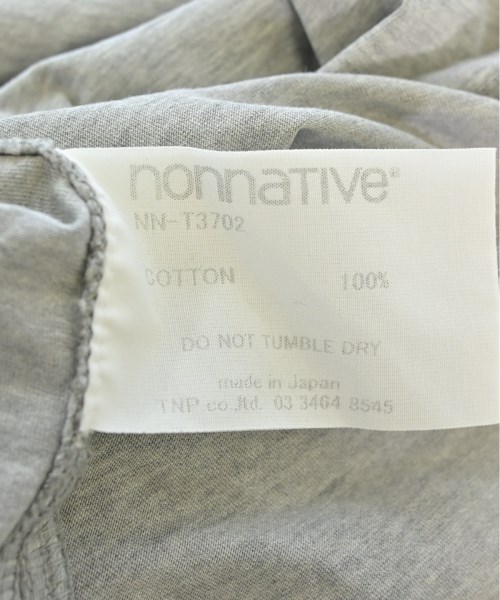 nonnaTIVe®
NN-T3702
COTTON 100%
DO NOT TUMBLE DRY
made in Japan
TNP co.,ltd. 03 3464 8545